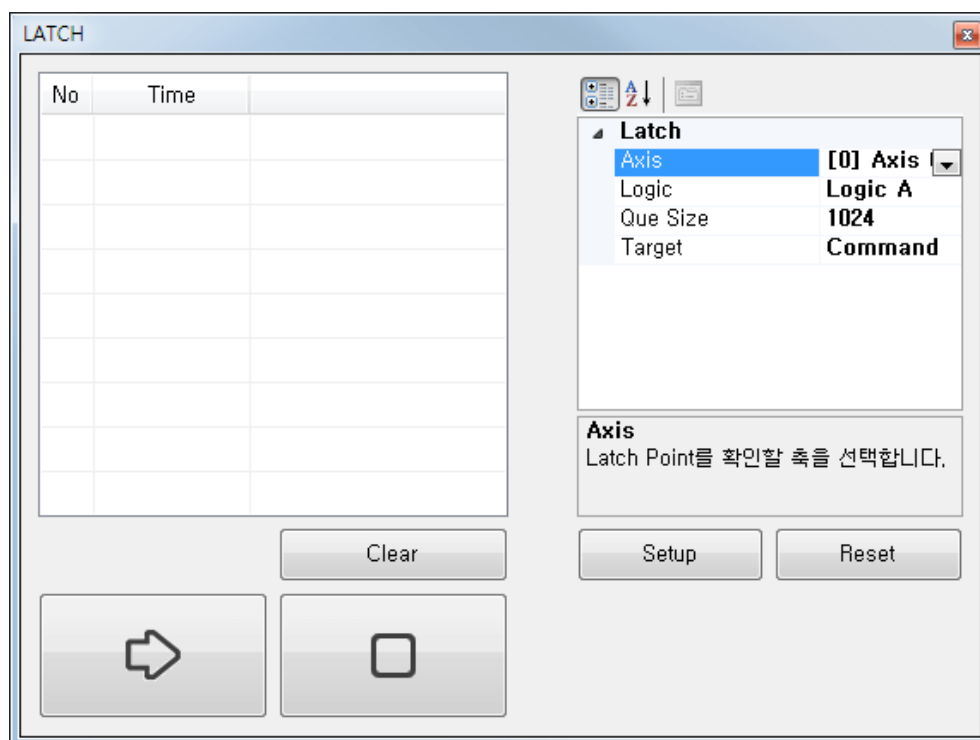 LATCH
No Time
Latch
Axis [0] Axis
Logic Logic A
Que Size 1024
Target Command
Axis
Latch Point를 확인할 축을 선택합니다.
Clear
Setup Reset